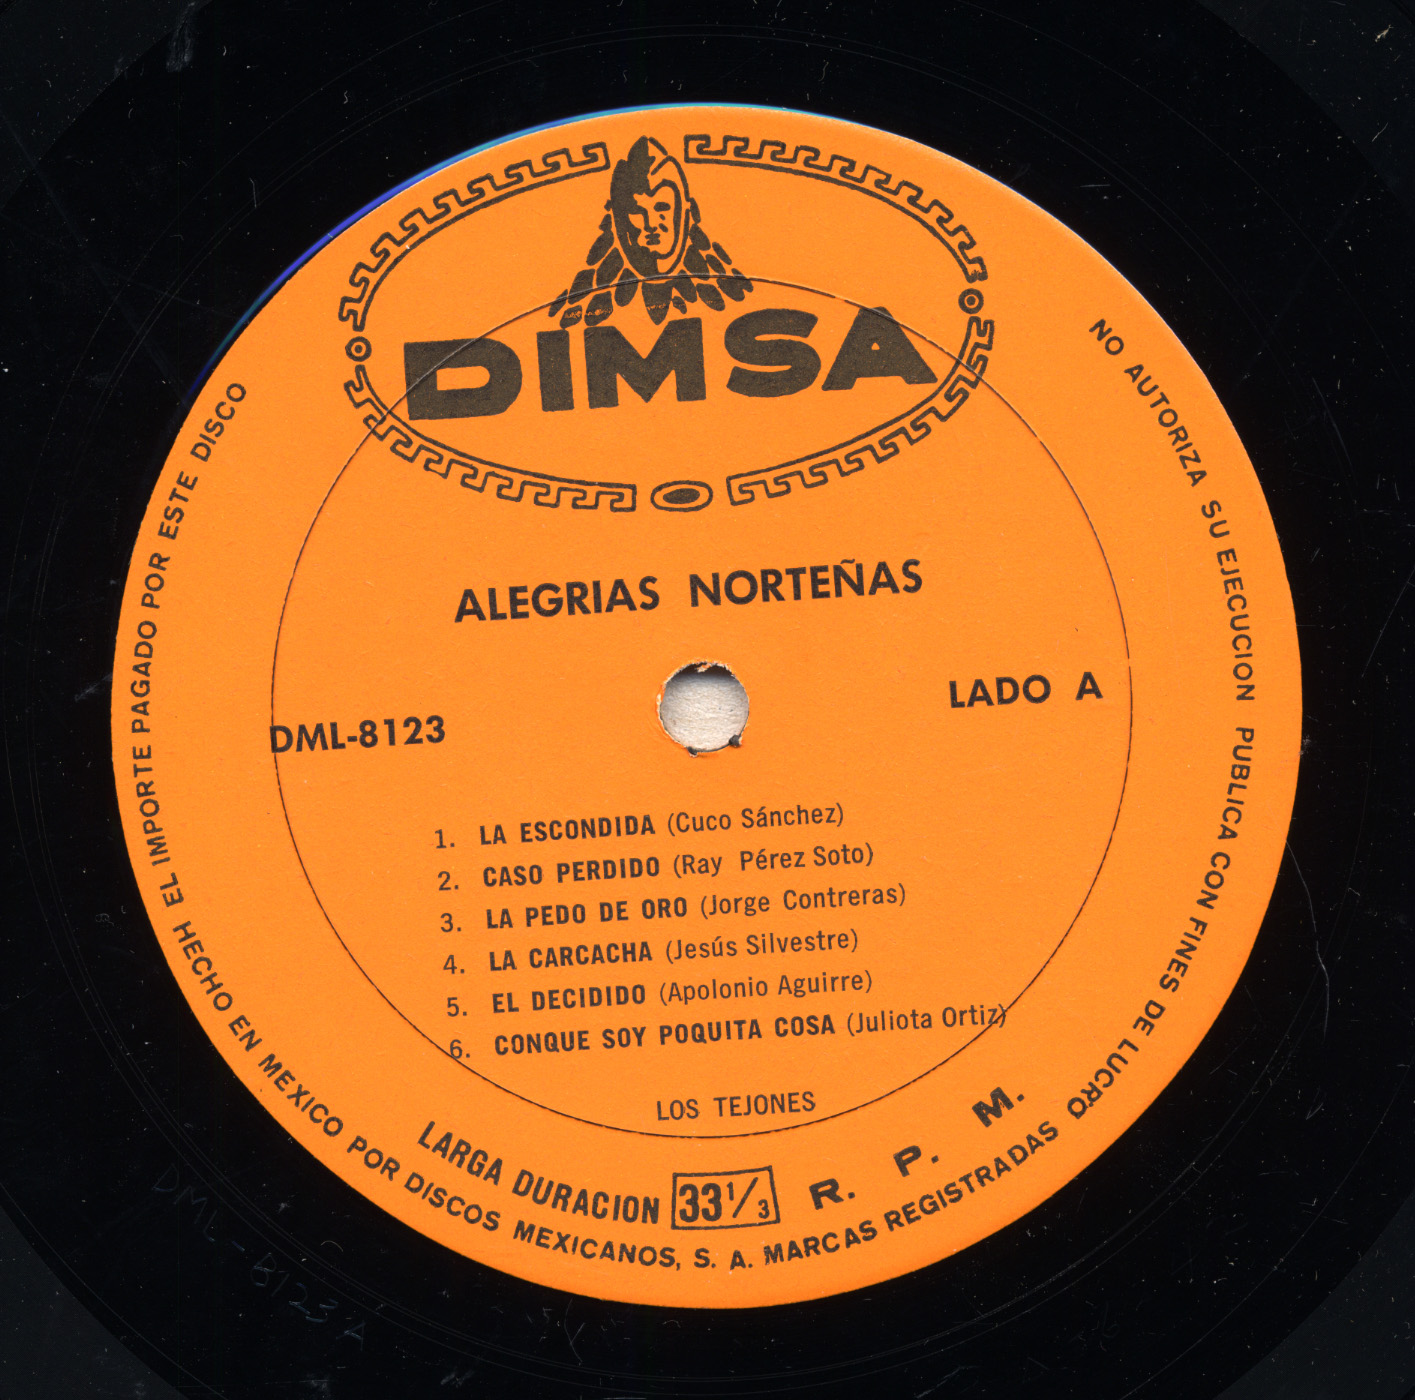 DIMSA
ALEGRIAS NORTEÑAS
DML-8123
LADO A
1. LA ESCONDIDA (Cuco Sánchez)
2. CASO PERDIDO (Ray Pérez Soto)
3. LA PEDO DE ORO (Jorge Contreras)
4. LA CARCACHA (Jesús Silvestre)
5. EL DECIDIDO (Apolonio Aguirre)
6. CONQUE SOY POQUITA COSA (Juliota Ortiz)
LOS TEJONES
LARGA DURACION 33 1/3 R. P. M.
HECHO EN MEXICO POR DISCOS MEXICANOS, S. A. MARCAS REGISTRADAS
EL IMPORTE PAGADO POR ESTE DISCO
NO AUTORIZA SU EJECUCION PUBLICA CON FINES DE LUCRO
DML-8123 A